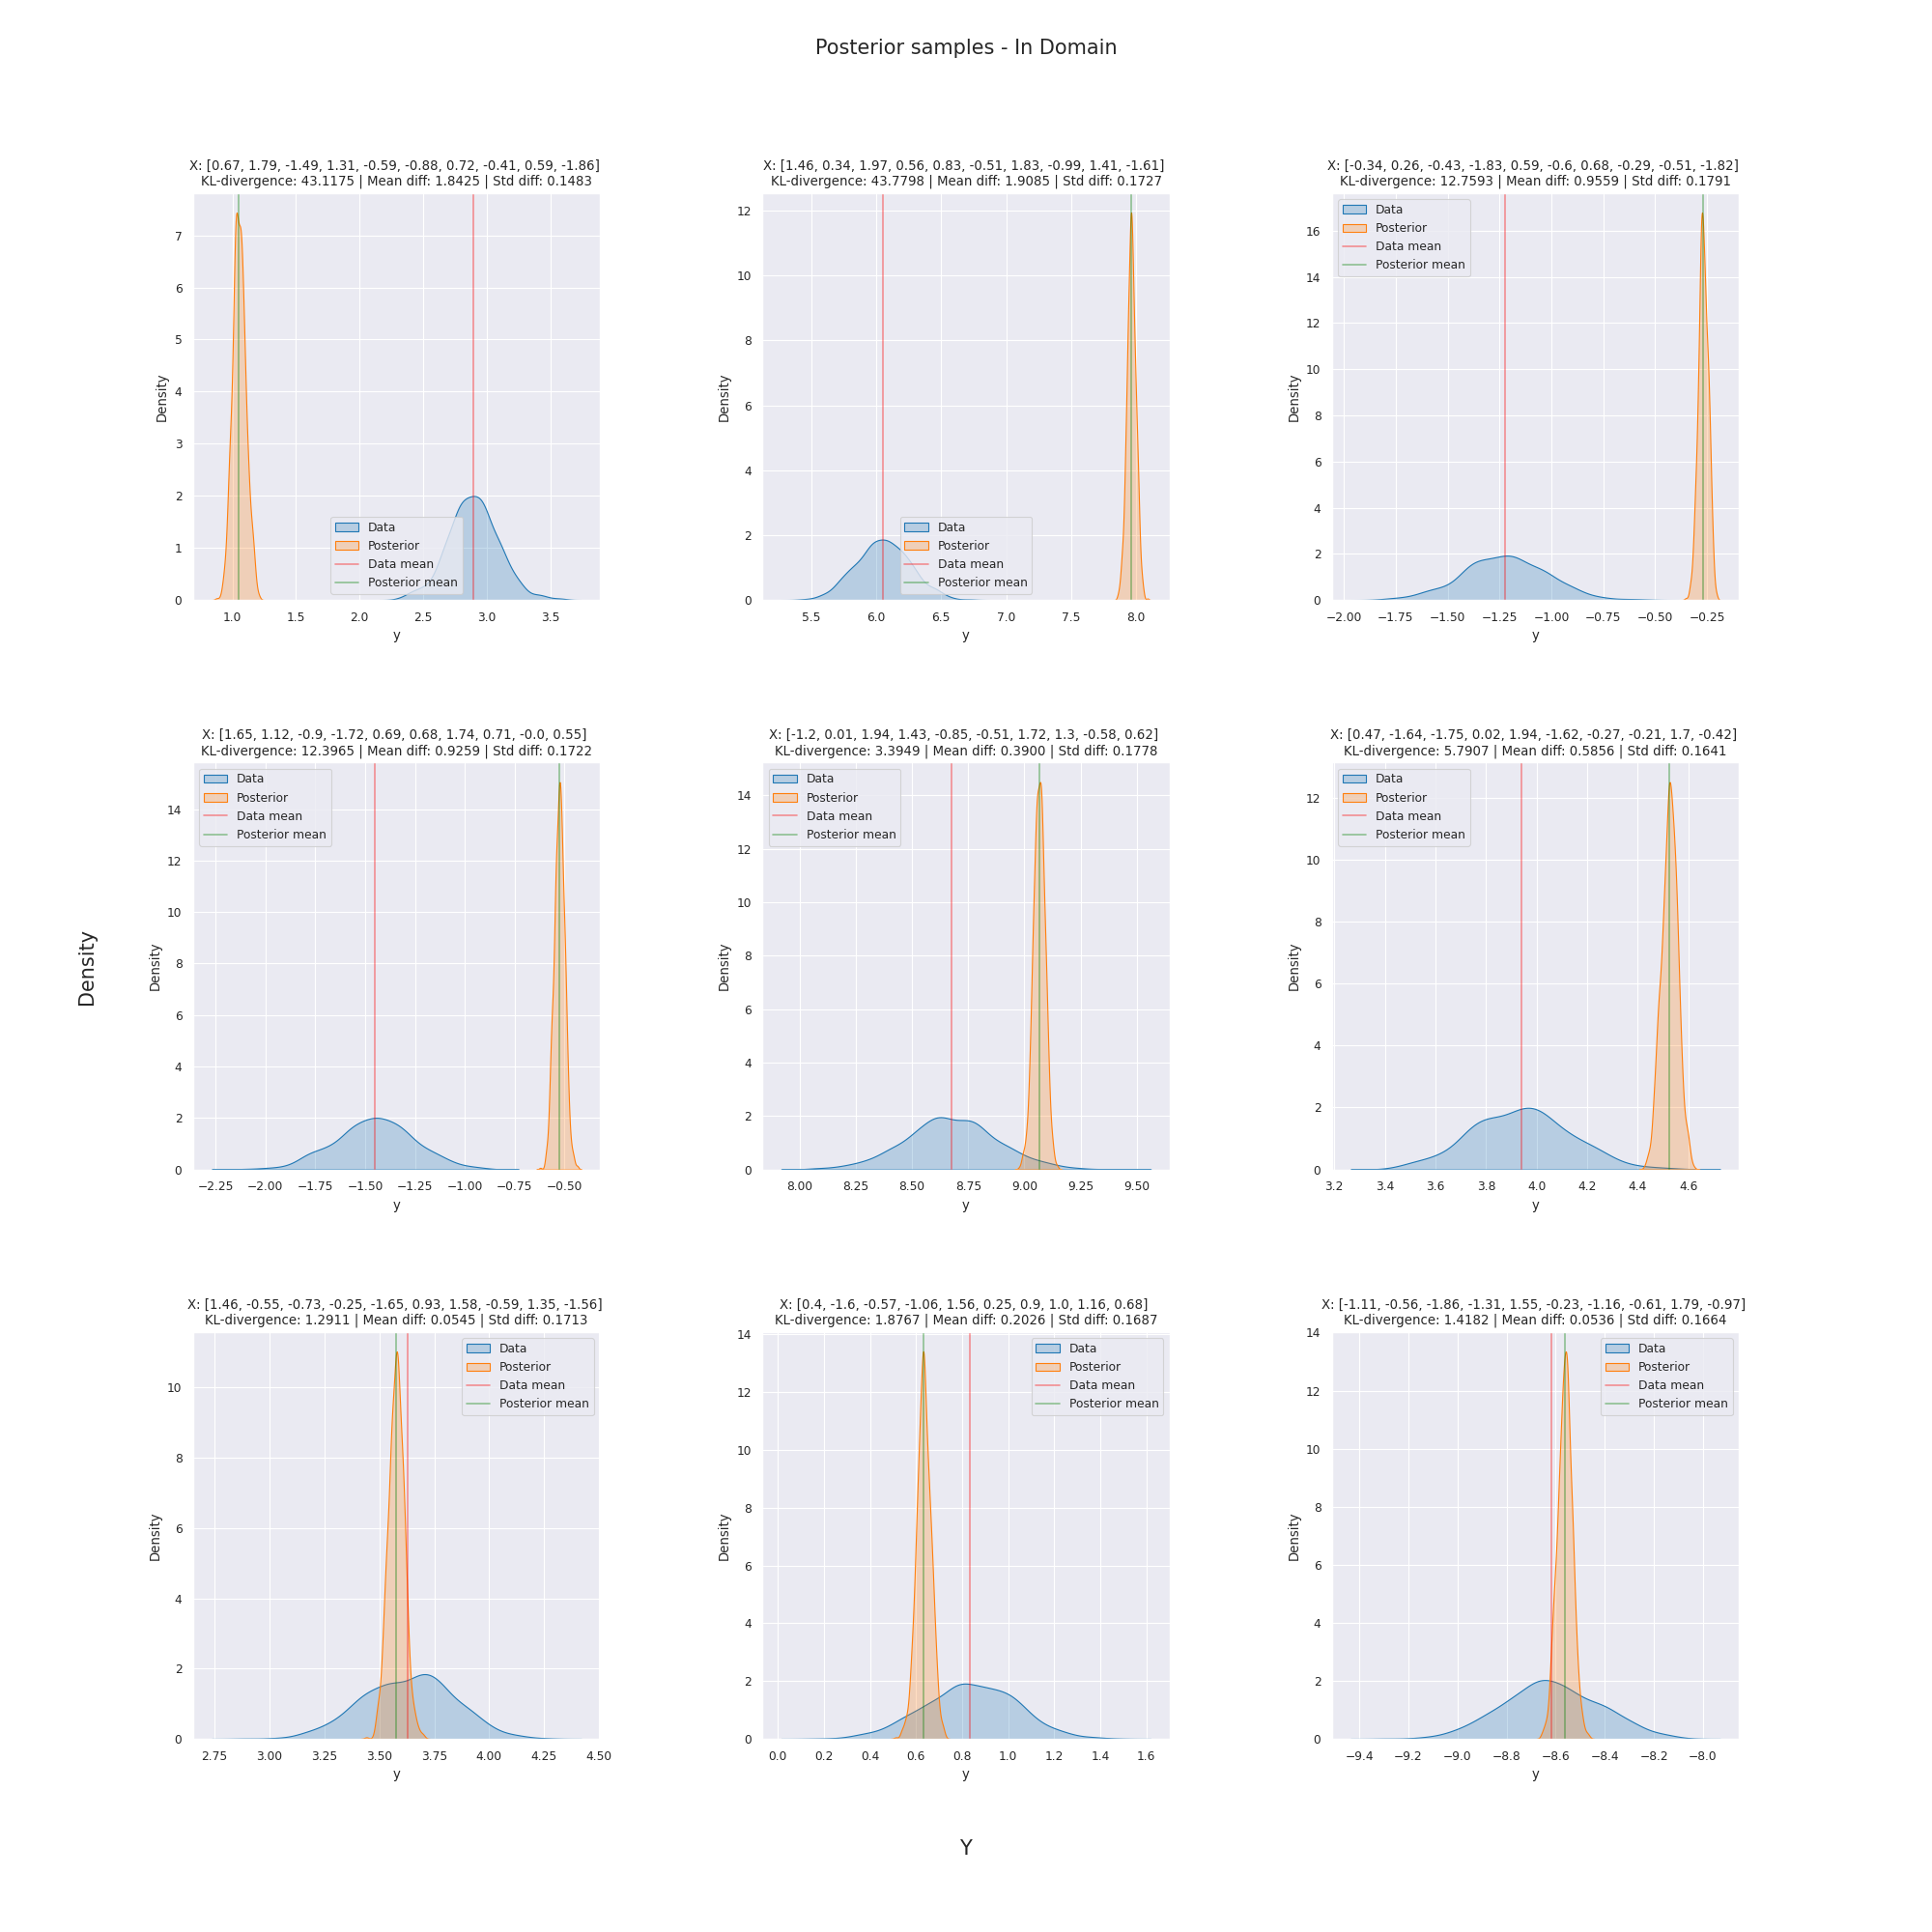 Posterior samples - In Domain
X: [0.67, 1.79, -1.49, 1.31, -0.59, -0.88, 0.72, -0.41, 0.59, -1.86]
KL-divergence: 43.1175 | Mean diff: 1.8425 | Std diff: 0.1483
7
6
5
4
3
2
1
0
Density
Data
Posterior
Data mean
Posterior mean
1.0 1.5 2.0 2.5 3.0 3.5
y
X: [1.46, 0.34, 1.97, 0.56, 0.83, -0.51, 1.83, -0.99, 1.41, -1.61]
KL-divergence: 43.7798 | Mean diff: 1.9085 | Std diff: 0.1727
12
10
8
6
4
2
0
Density
Data
Posterior
Data mean
Posterior mean
5.5 6.0 6.5 7.0 7.5 8.0
y
X: [-0.34, 0.26, -0.43, -1.83, 0.59, -0.6, 0.68, -0.29, -0.51, -1.82]
KL-divergence: 12.7593 | Mean diff: 0.9559 | Std diff: 0.1791
Data
Posterior
Data mean
Posterior mean
16
14
12
10
8
6
4
2
0
Density
−2.00 −1.75 −1.50 −1.25 −1.00 −0.75 −0.50 −0.25
y
X: [1.65, 1.12, -0.9, -1.72, 0.69, 0.68, 1.74, 0.71, -0.0, 0.55]
KL-divergence: 12.3965 | Mean diff: 0.9259 | Std diff: 0.1722
Data
Posterior
Data mean
Posterior mean
14
12
10
8
6
4
2
0
Density
−2.25 −2.00 −1.75 −1.50 −1.25 −1.00 −0.75 −0.50
y
X: [-1.2, 0.01, 1.94, 1.43, -0.85, -0.51, 1.72, 1.3, -0.58, 0.62]
KL-divergence: 3.3949 | Mean diff: 0.3900 | Std diff: 0.1778
Data
Posterior
Data mean
Posterior mean
14
12
10
8
6
4
2
0
Density
8.00 8.25 8.50 8.75 9.00 9.25 9.50
y
X: [0.47, -1.64, -1.75, 0.02, 1.94, -1.62, -0.27, -0.21, 1.7, -0.42]
KL-divergence: 5.7907 | Mean diff: 0.5856 | Std diff: 0.1641
Data
Posterior
Data mean
Posterior mean
12
10
8
6
4
2
0
Density
3.2 3.4 3.6 3.8 4.0 4.2 4.4 4.6
y
Density
X: [1.46, -0.55, -0.73, -0.25, -1.65, 0.93, 1.58, -0.59, 1.35, -1.56]
KL-divergence: 1.2911 | Mean diff: 0.0545 | Std diff: 0.1713
Data
Posterior
Data mean
Posterior mean
10
8
6
4
2
0
Density
2.75 3.00 3.25 3.50 3.75 4.00 4.25 4.50
y
X: [0.4, -1.6, -0.57, -1.06, 1.56, 0.25, 0.9, 1.0, 1.16, 0.68]
KL-divergence: 1.8767 | Mean diff: 0.2026 | Std diff: 0.1687
Data
Posterior
Data mean
Posterior mean
14
12
10
8
6
4
2
0
Density
0.0 0.2 0.4 0.6 0.8 1.0 1.2 1.4 1.6
y
X: [-1.11, -0.56, -1.86, -1.31, 1.55, -0.23, -1.16, -0.61, 1.79, -0.97]
KL-divergence: 1.4182 | Mean diff: 0.0536 | Std diff: 0.1664
Data
Posterior
Data mean
Posterior mean
14
12
10
8
6
4
2
0
Density
−9.4 −9.2 −9.0 −8.8 −8.6 −8.4 −8.2 −8.0
y
Y